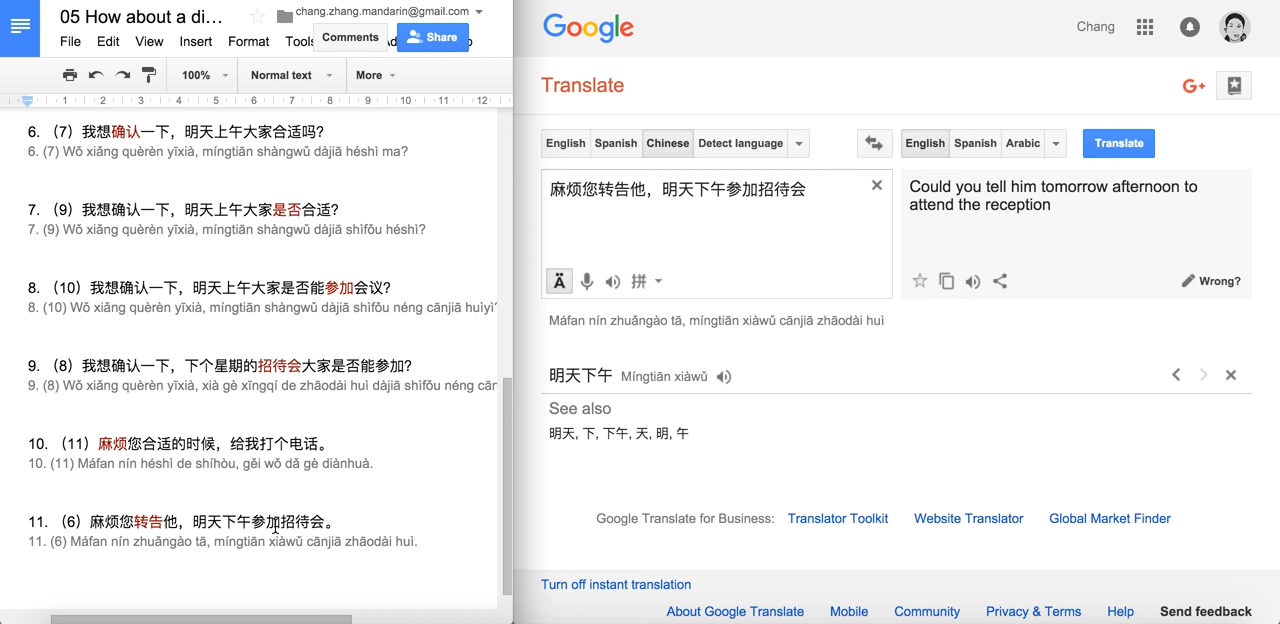 05 How about a di...
chang.zhang.mandarin@gmail.com
File Edit View Insert Format Tools
Comments
Share
100% Normal text More
1 2 3 4 5 6 7 8 9 10 11 12
6. （7）我想确认一下，明天上午大家合适吗?
6. (7) Wǒ xiǎng quèrèn yīxià, míngtiān shàngwǔ dàjiā héshì ma?
7. （9）我想确认一下，明天上午大家是否合适?
7. (9) Wǒ xiǎng quèrèn yīxià, míngtiān shàngwǔ dàjiā shìfǒu héshì?
8. （10）我想确认一下，明天上午大家是否能参加会议?
8. (10) Wǒ xiǎng quèrèn yīxià, míngtiān shàngwǔ dàjiā shìfǒu néng cānjiā huìyì?
9. （8）我想确认一下，下个星期的招待会大家是否能参加?
9. (8) Wǒ xiǎng quèrèn yīxià, xià gè xīngqí de zhāodài huì dàjiā shìfǒu néng cān
10. （11）麻烦您合适的时候，给我打个电话。
10. (11) Máfan nín héshì de shíhòu, gěi wǒ dǎ gè diànhuà.
11. （6）麻烦您转告他，明天下午参加招待会。
11. (6) Máfan nín zhuǎngào tā, míngtiān xiàwǔ cānjiā zhāodài huì.
Google
Chang
Translate
G+
English Spanish Chinese Detect language
English Spanish Arabic
Translate
麻烦您转告他，明天下午参加招待会
Ä
拼
Could you tell him tomorrow afternoon to
attend the reception
Wrong?
Máfan nín zhuǎngào tā, míngtiān xiàwǔ cānjiā zhāodài huì
明天下午 Míngtiān xiàwǔ
See also
明天, 下, 下午, 天, 明, 午
Google Translate for Business: Translator Toolkit Website Translator Global Market Finder
Turn off instant translation
About Google Translate Mobile Community Privacy & Terms Help Send feedback